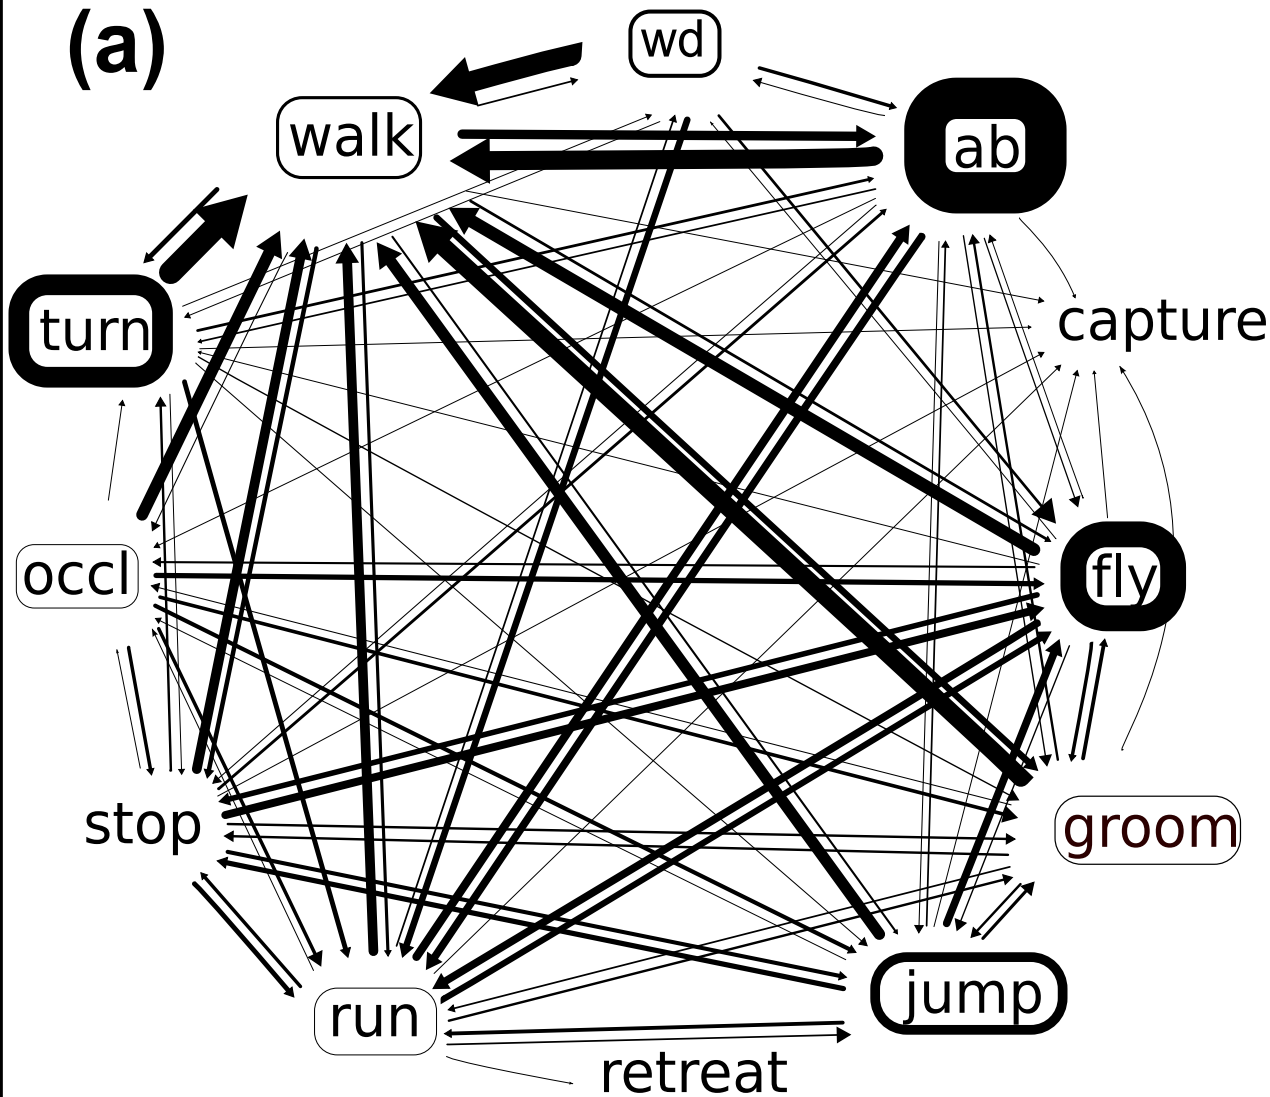 (a)
wd
walk
ab
capture
turn
occl
fly
stop
groom
run
jump
retreat